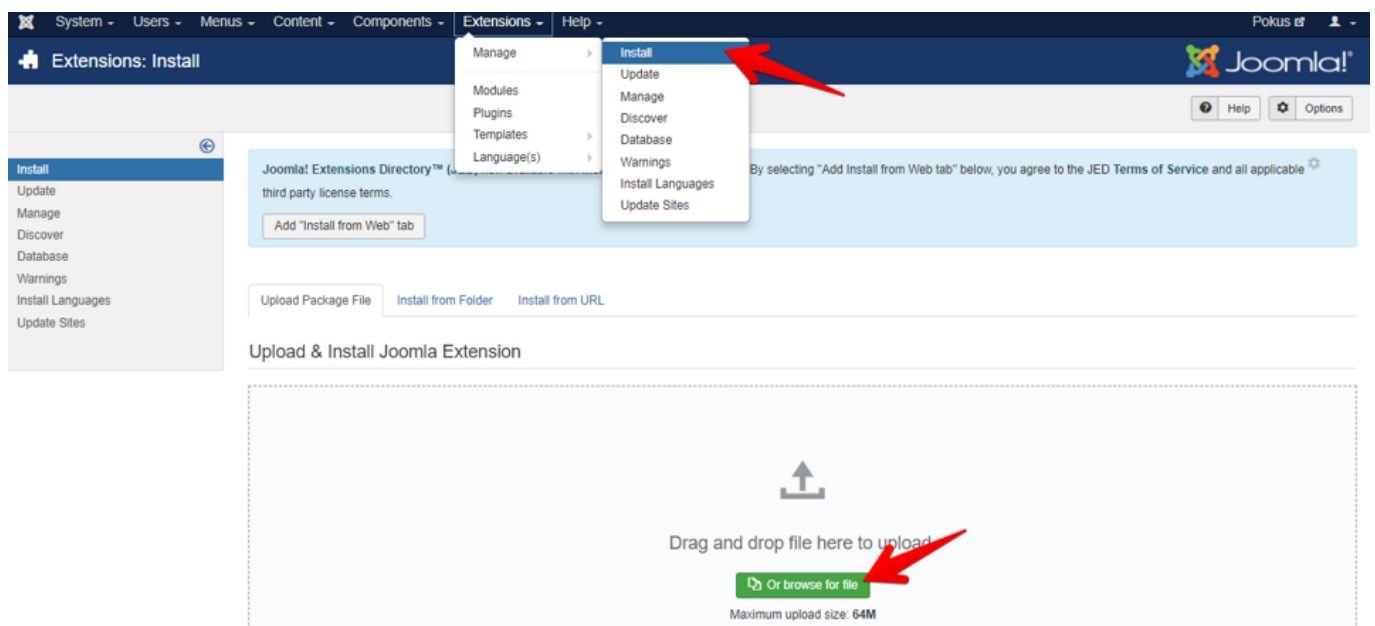 System Users Menus Content Components Extensions Help Pokus
Extensions: Install
Joomla!®
Manage
Modules
Plugins
Templates
Language(s)
Install
Update
Manage
Discover
Database
Warnings
Install Languages
Update Sites
Help Options
Install
Update
Manage
Discover
Database
Warnings
Install Languages
Update Sites
Joomla! Extensions Directory™ By selecting "Add Install from Web tab" below, you agree to the JED Terms of Service and all applicable
third party license terms.
Add "Install from Web" tab
Upload Package File Install from Folder Install from URL
Upload & Install Joomla Extension
Drag and drop file here to upload
Or browse for file
Maximum upload size: 64M